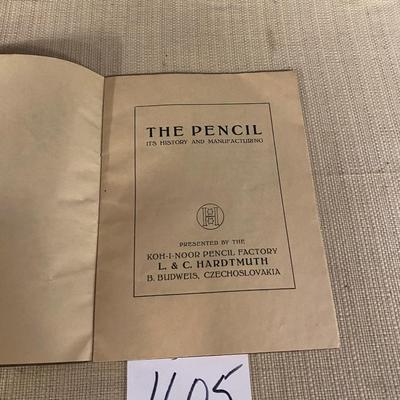 THE PENCIL
ITS HISTORY AND MANUFACTURING
PRESENTED BY THE
KOH-I-NOOR PENCIL FACTORY
L. & C. HARDTMUTH
B. BUDWEIS, CZECHOSLOVAKIA
1105